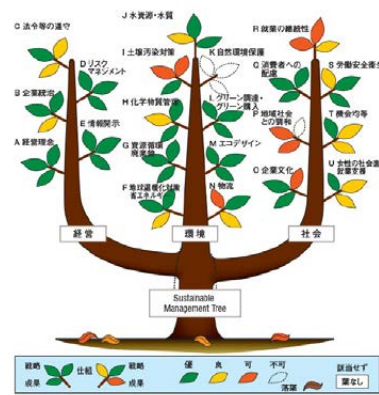 J 水資源・水質
C 法令等の遵守
R 就業の継続性
I 土壌汚染対策
K 自然環境保護
D リスク
マネジメント
Q 消費者への
配慮
S 労働安全衛生
B 企業統治
H 化学物質管理
L グリーン調達・
グリーン購入
P 地域社会
との調和
T 機会均等
E 情報開示
A 経営理念
G 資源循環
廃棄物
M エコデザイン
O 企業文化
U 女性の社会進出
F 地球温暖化対策
省エネルギー
N 物流
経営
環境
社会
Sustainable
Management Tree
戦略
仕組
戦略
成果
成果
優
良
可
不可
落葉
該当せず
葉なし